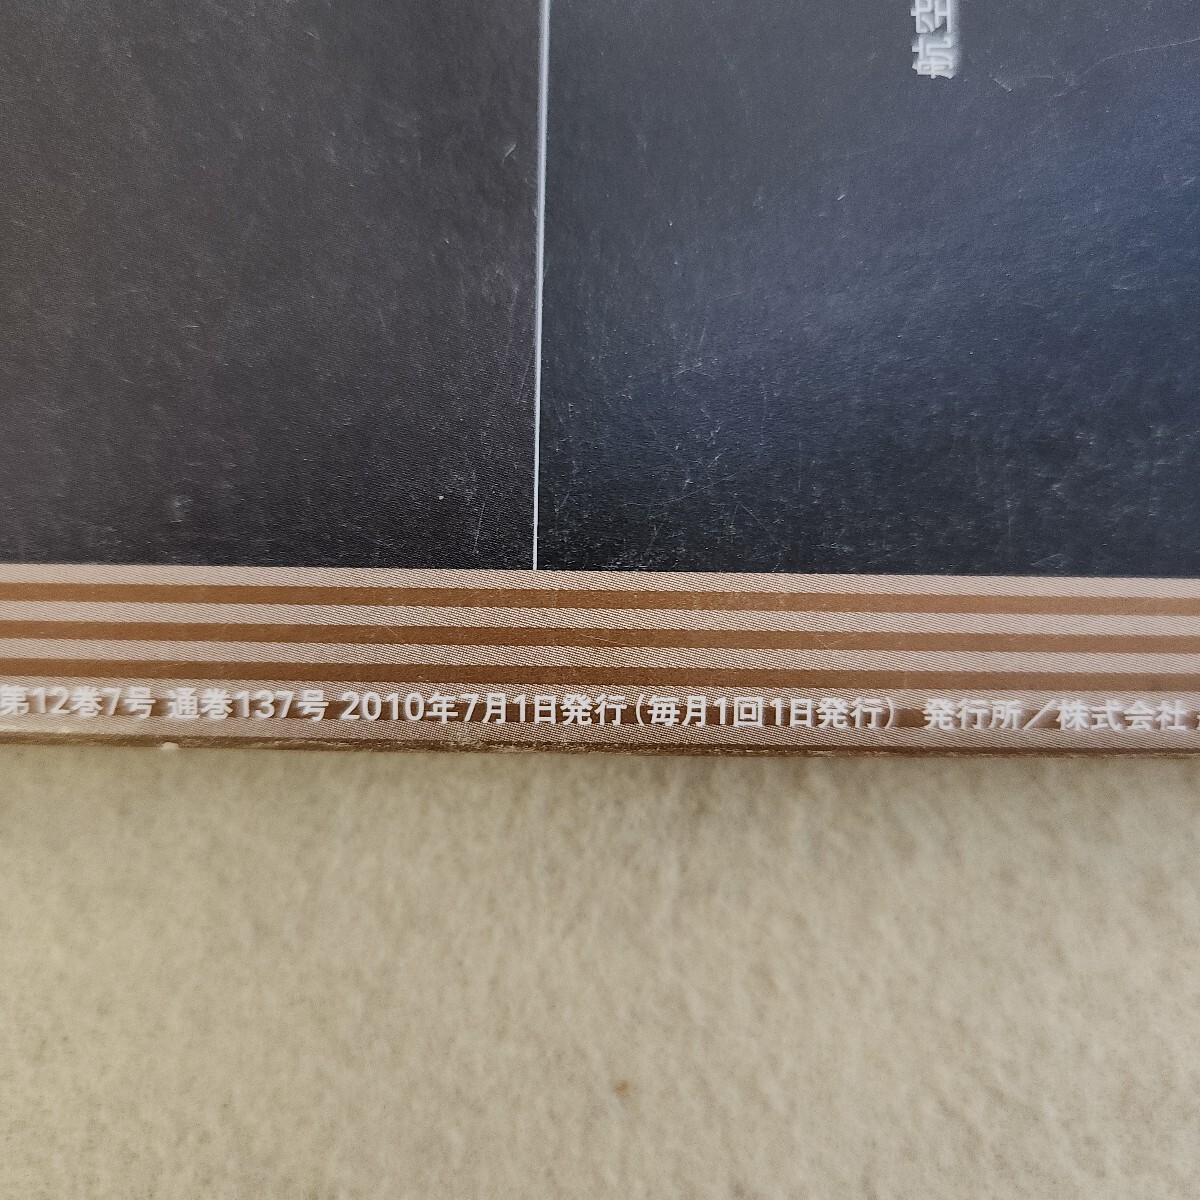 航空
第12巻7号 通巻137号 2010年7月1日発行(毎月1回1日発行) 発行所／株式会社